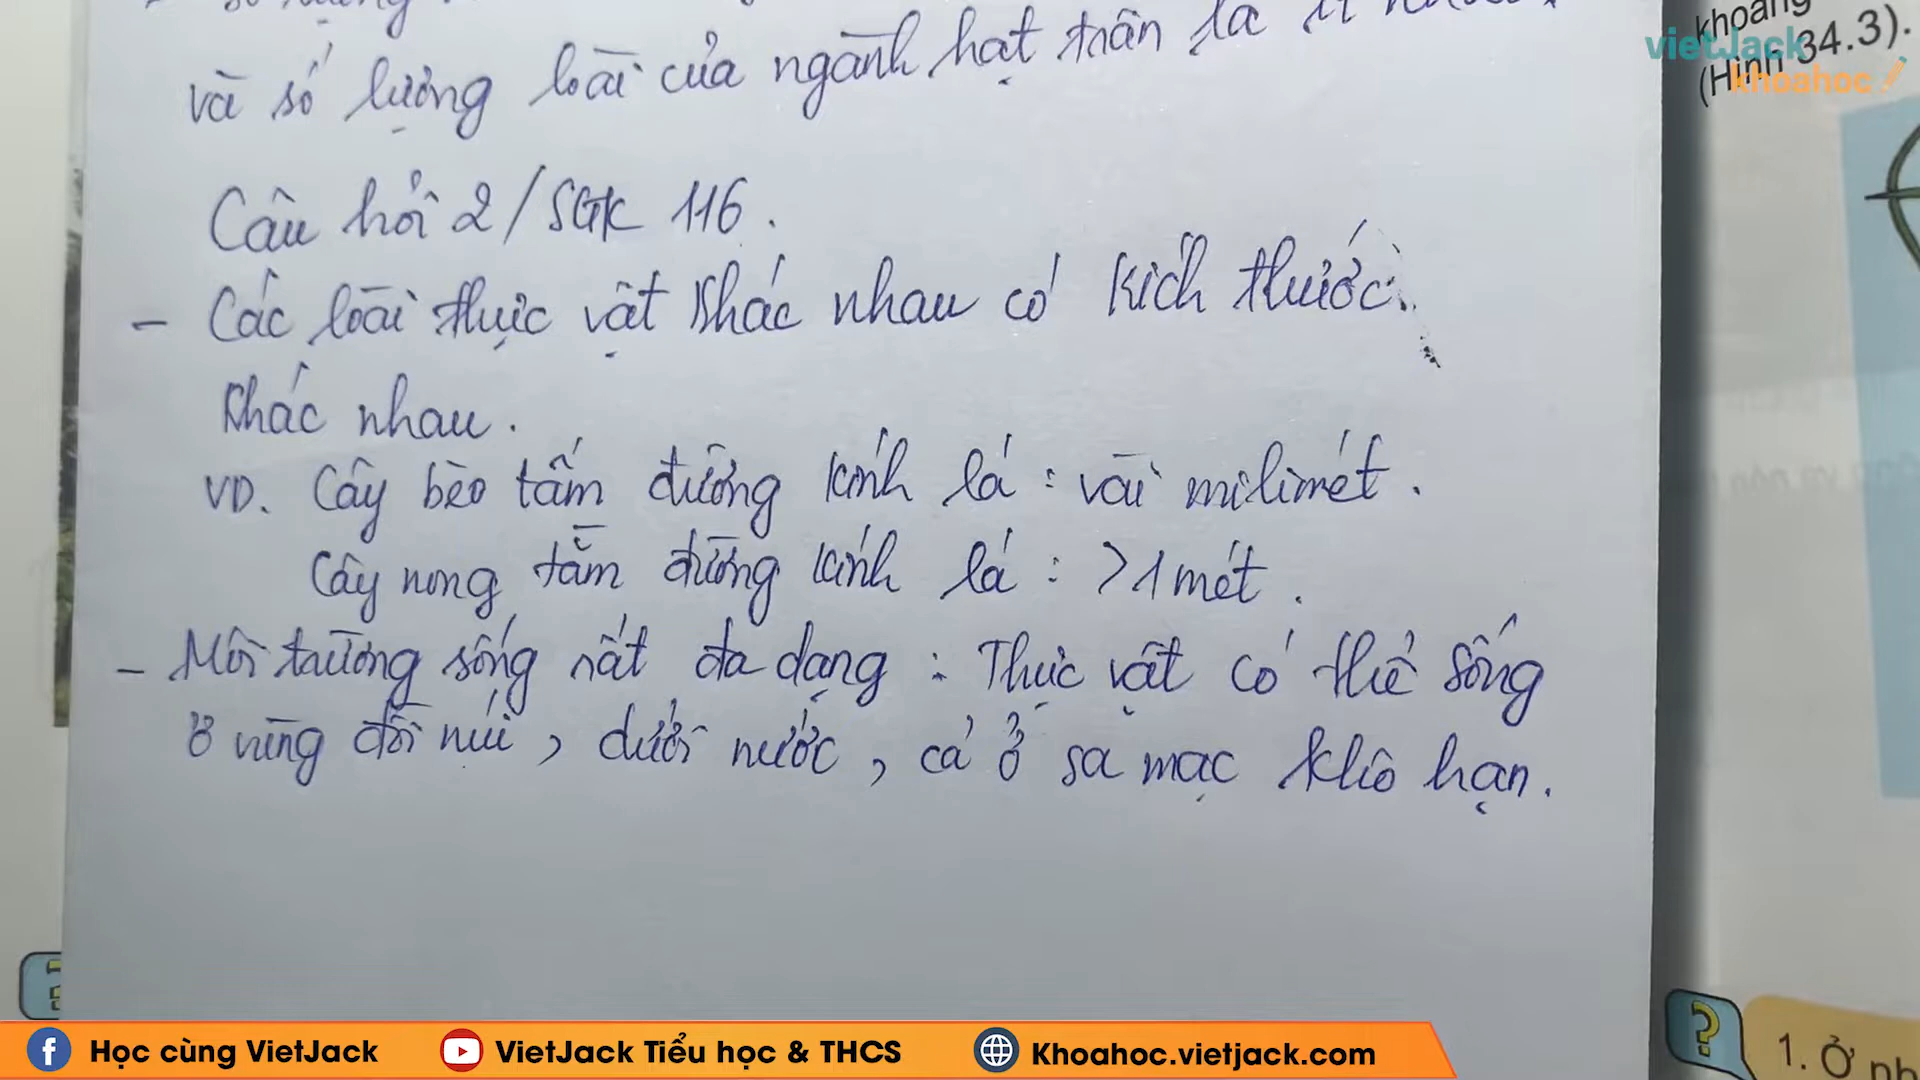 và số lượng loài của ngành hạt trần là ít
Câu hỏi 2/SGK 116.
- Các loài thực vật khác nhau có kích thước
khác nhau.
VD. Cây bèo tấm đường kính lá : vài milimét.
Cây nong tằm đường kính lá : >1 mét.
- Môi trường sống rất đa dạng : Thực vật có thể sống
ở vùng đồi núi, dưới nước, cả ở sa mạc khô hạn.
khoảng
(Hình 34.3).
vietJack
khoahoc
?
1. Ở nh
Học cùng VietJack
VietJack Tiểu học & THCS
Khoahoc.vietjack.com